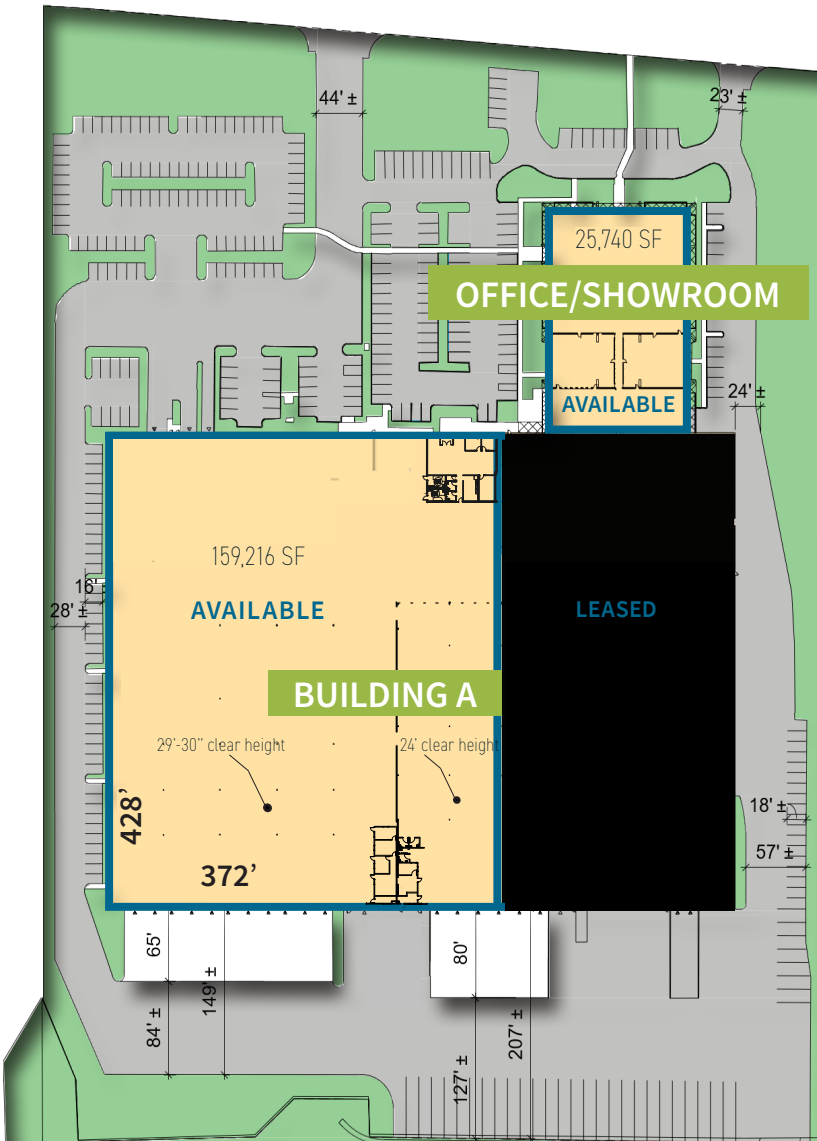 44' ±
23' ±
25,740 SF
OFFICE/SHOWROOM
24' ±
AVAILABLE
159,216 SF
16'
28' ±
AVAILABLE
LEASED
BUILDING A
29'-30" clear height
24' clear height
428'
18' ±
57' ±
372'
65'
80'
149' ±
84' ±
207' ±
127' ±